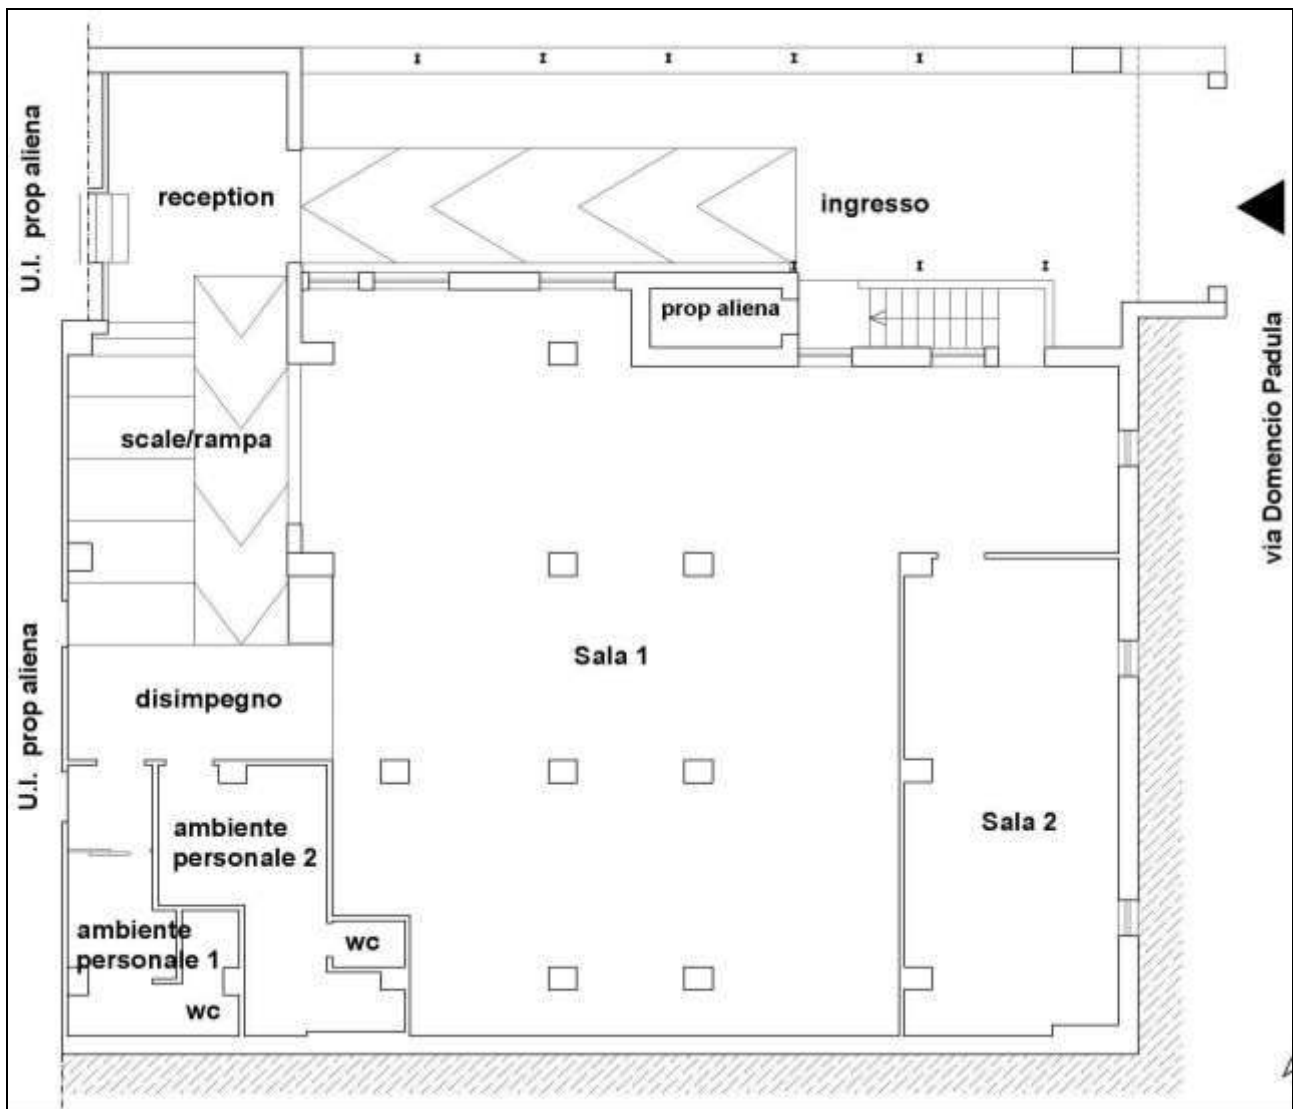 U.I. prop aliena
reception
ingresso
prop aliena
via Domencio Padula
scale/rampa
Sala 1
disimpegno
U.I. prop aliena
Sala 2
ambiente
personale 2
ambiente
personale 1
wc
wc